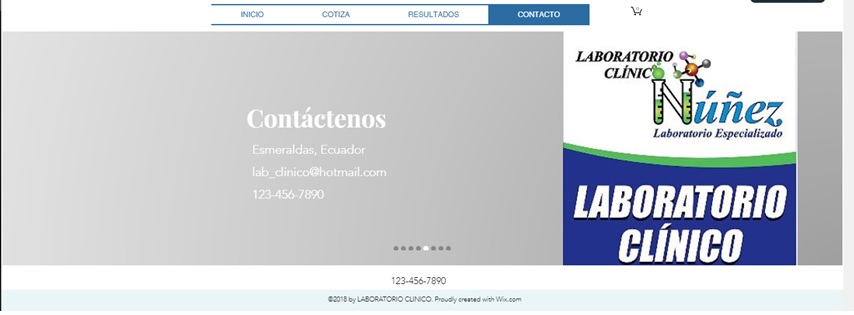 INICIO
COTIZA
RESULTADOS
CONTACTO
LABORATORIO
CLÍNICO
Núñez
Laboratorio Especializado
Contáctenos
Esmeraldas, Ecuador
lab_clinico@hotmail.com
123-456-7890
LABORATORIO
CLÍNICO
123-456-7890
©2018 by LABORATORIO CLINICO. Proudly created with Wix.com